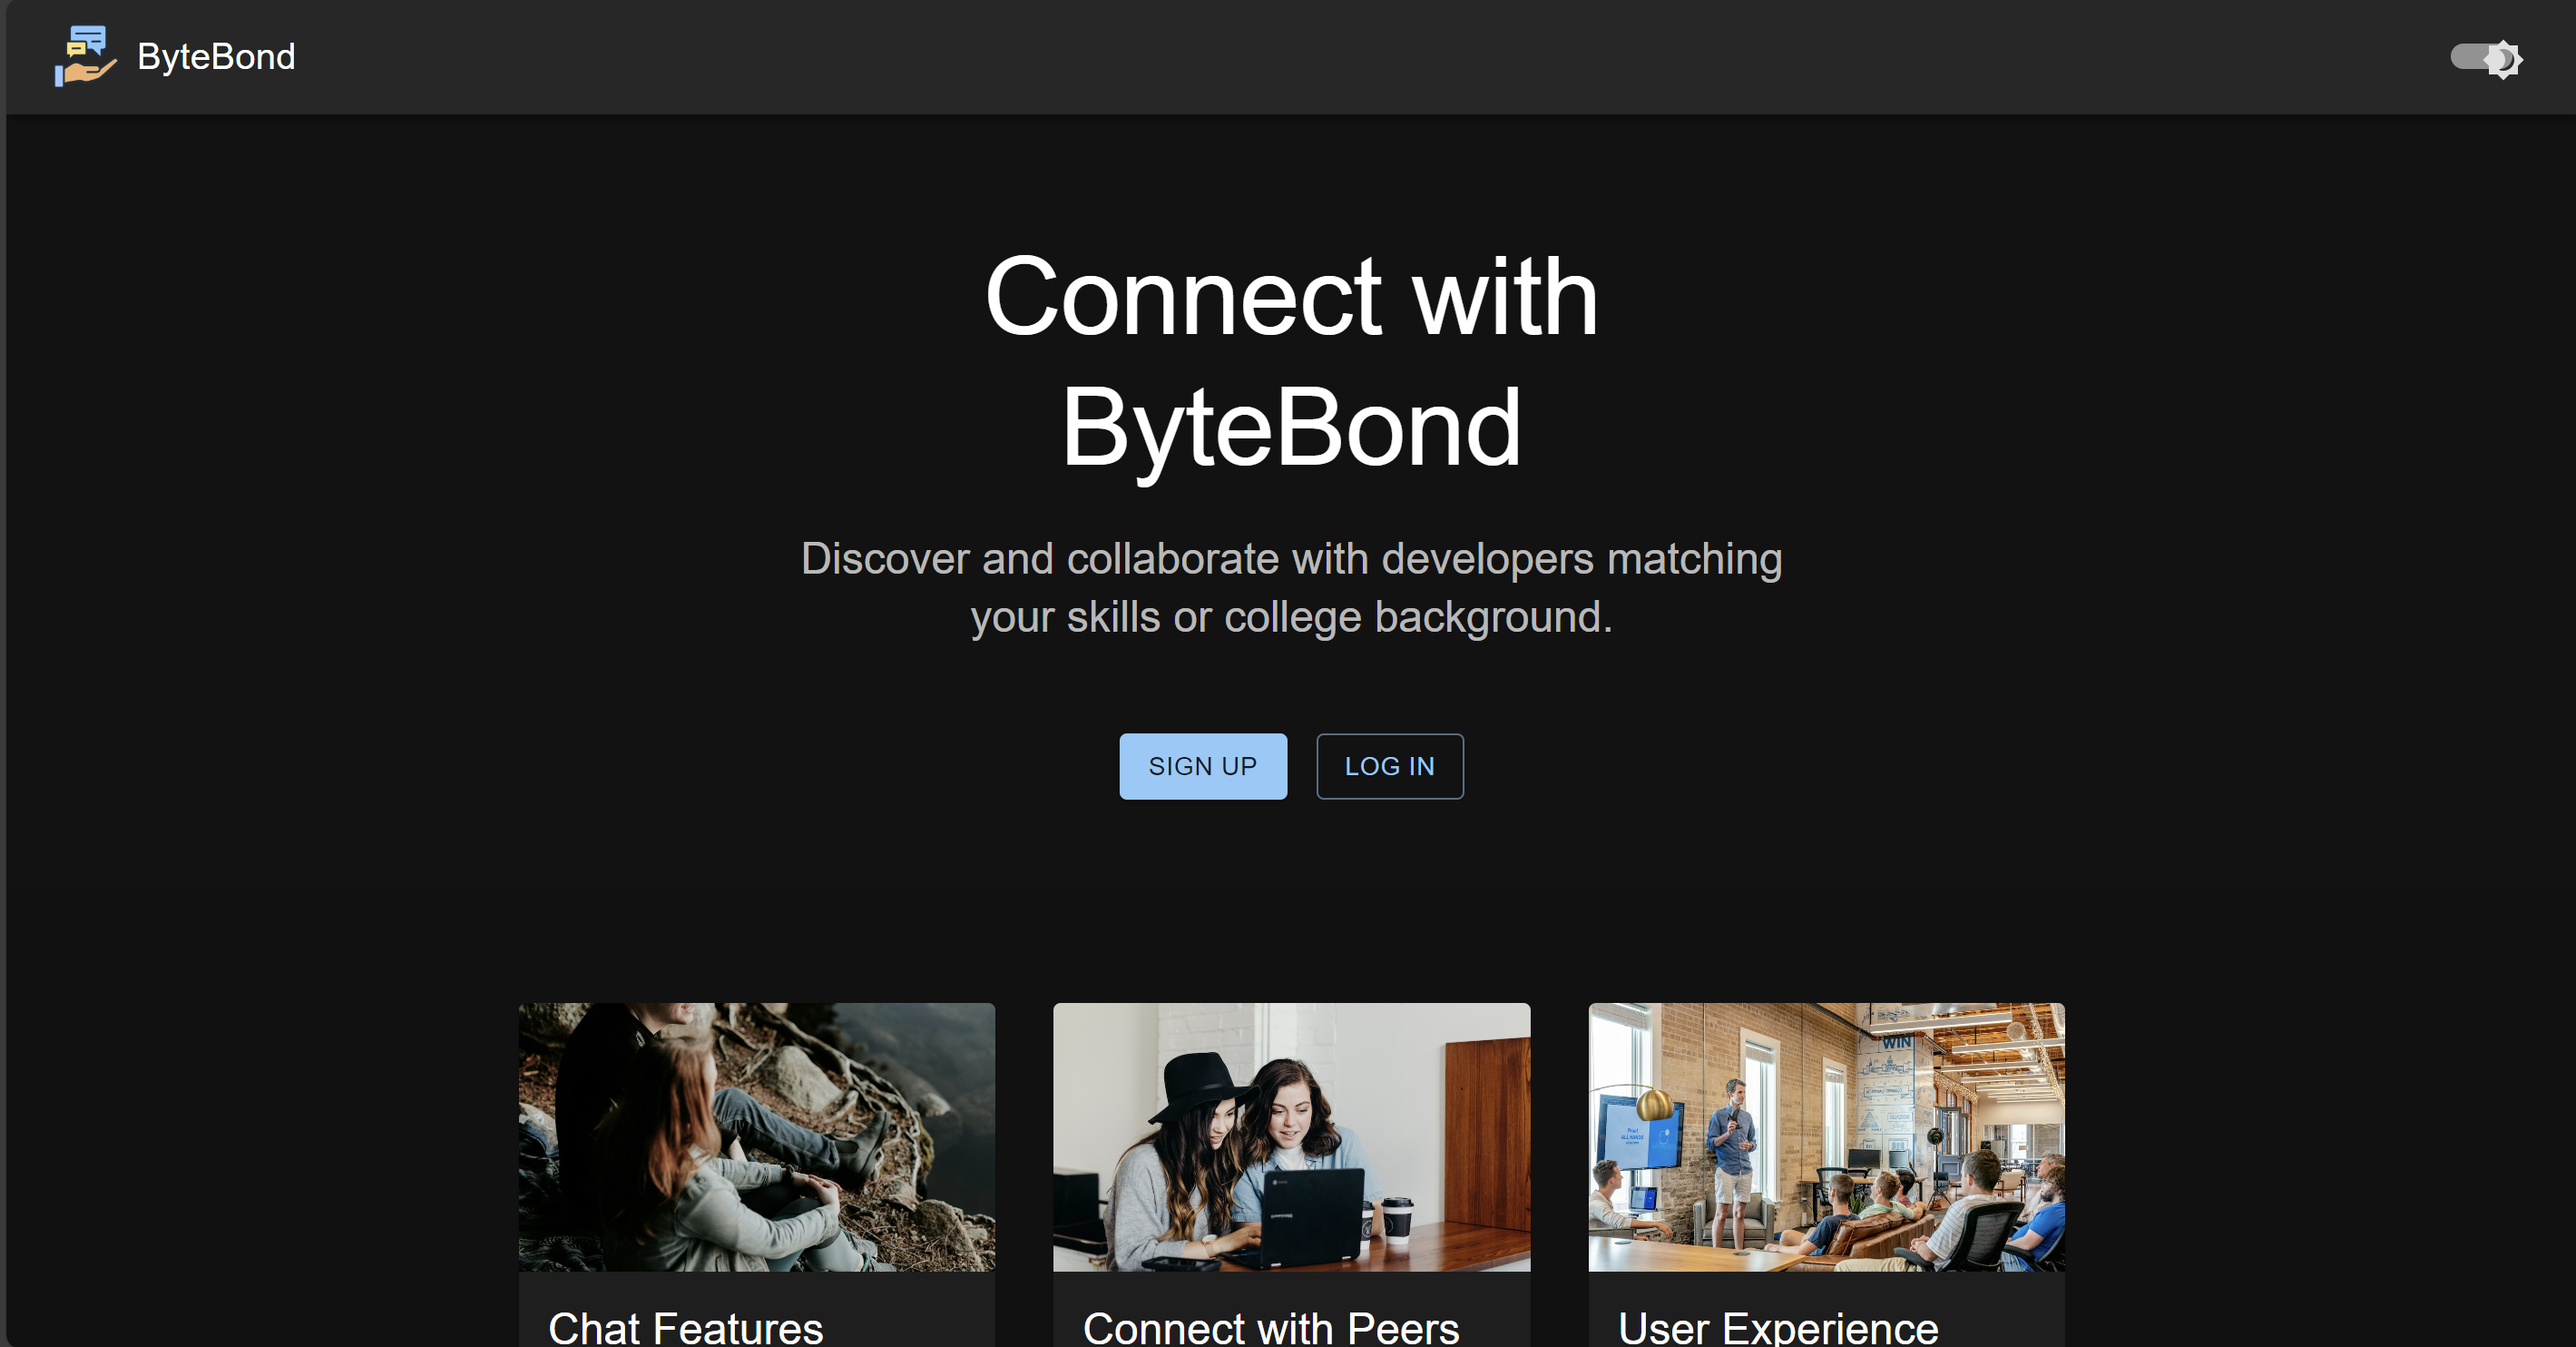 ByteBond
Connect with
ByteBond
Discover and collaborate with developers matching
your skills or college background.
SIGN UP
LOG IN
WIN
Chat Features
Connect with Peers
User Experience